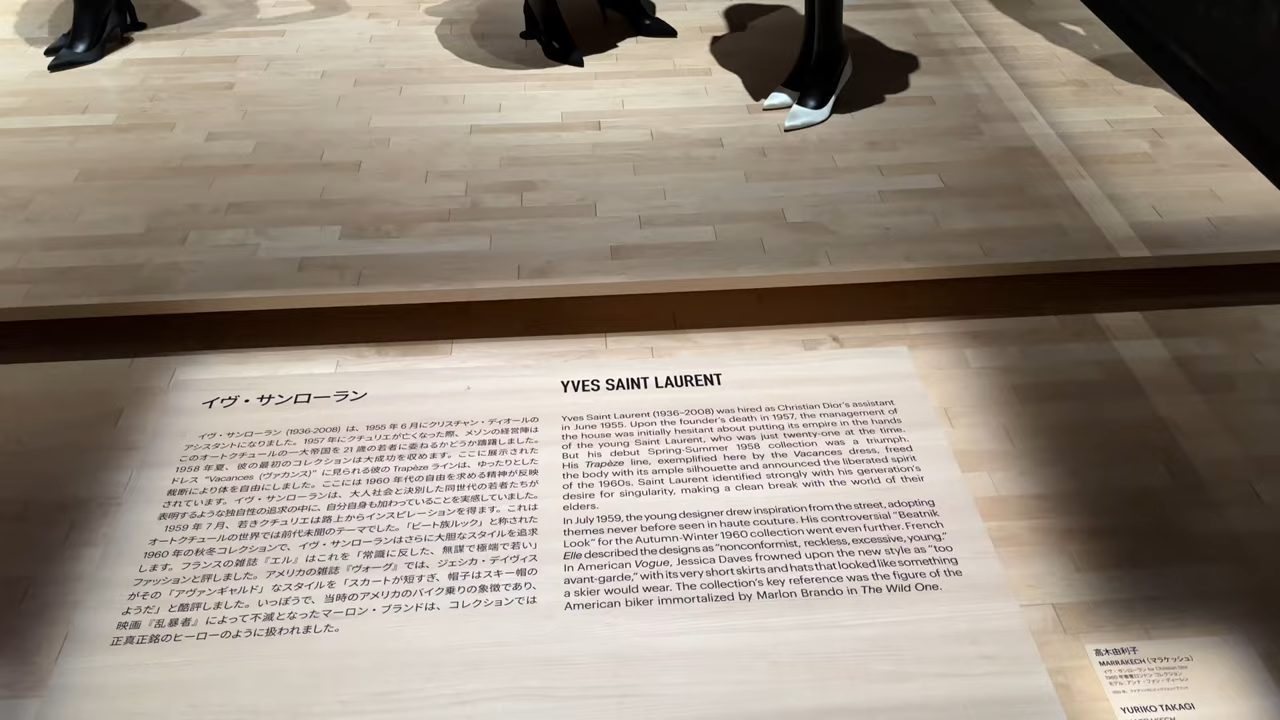 イヴ・サンローラン
イヴ・サンローラン (1936-2008) は、1955 年 6 月にクリスチャン・ディオールの
アシスタントになりました。1957 年にクチュリエが亡くなった際、メゾンの経営陣は
このオートクチュールの一大帝国を 21 歳の若者に委ねるかどうか躊躇しました。
1958 年夏、彼の最初のコレクションは大成功を収めます。ここに展示された
ドレス “Vacances (ヴァカンス)” に見られる彼の Trapèze ラインは、ゆったりとした
裁断により体を自由にしました。ここには 1960 年代の自由を求める精神が反映
されています。イヴ・サンローランは、大人社会と決別した同世代の若者たちが
表明するような独自性の追求の中に、自分自身も加わっていることを実感していました。
1959 年 7 月、若きクチュリエは路上からインスピレーションを得ます。これは
オートクチュールの世界では前代未聞のテーマでした。「ビート族ルック」と称された
1960 年の秋冬コレクションで、イヴ・サンローランはさらに大胆なスタイルを追求
します。フランスの雑誌『エル』はこれを「常識に反した、無謀で極端で若い」
ファッションと評しました。アメリカの雑誌『ヴォーグ』では、ジェシカ・デイヴィス
がその「アヴァンギャルド」なスタイルを「スカートが短すぎ、帽子はスキー帽の
ようだ」と酷評しました。いっぽうで、当時のアメリカのバイク乗りの象徴であり、
映画『乱暴者』によって不滅となったマーロン・ブランドは、コレクションでは
正真正銘のヒーローのように扱われました。
YVES SAINT LAURENT
Yves Saint Laurent (1936–2008) was hired as Christian Dior's assistant
in June 1955. Upon the founder's death in 1957, the management of
the house was initially hesitant about putting its empire in the hands
of the young Saint Laurent, who was just twenty-one at the time.
But his debut Spring-Summer 1958 collection was a triumph.
His Trapèze line, exemplified here by the Vacances dress, freed
the body with its ample silhouette and announced the liberated spirit
of the 1960s. Saint Laurent identified strongly with his generation's
desire for singularity, making a clean break with the world of their
elders.
In July 1959, the young designer drew inspiration from the street, adopting
themes never before seen in haute couture. His controversial “Beatnik
Look” for the Autumn-Winter 1960 collection went even further. French
Elle described the designs as “nonconformist, reckless, excessive, young.”
In American Vogue, Jessica Daves frowned upon the new style as “too
avant-garde,” with its very short skirts and hats that looked like something
a skier would wear. The collection's key reference was the figure of the
American biker immortalized by Marlon Brando in The Wild One.
高木由利子
MARRAKECH (マラケッシュ)
イヴ・サンローラン for Christian Dior
YURIKO TAKAGI